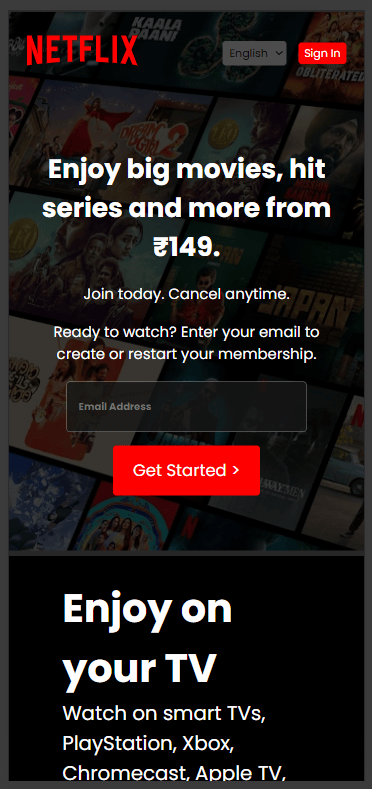 KAALA
PAANI
NETFLIX
English
Sign In
OBLITERATED
Enjoy big movies, hit
series and more from
₹149.
Join today. Cancel anytime.
Ready to watch? Enter your email to
create or restart your membership.
Email Address
Get Started >
Enjoy on
your TV
Watch on smart TVs,
PlayStation, Xbox,
Chromecast, Apple TV,